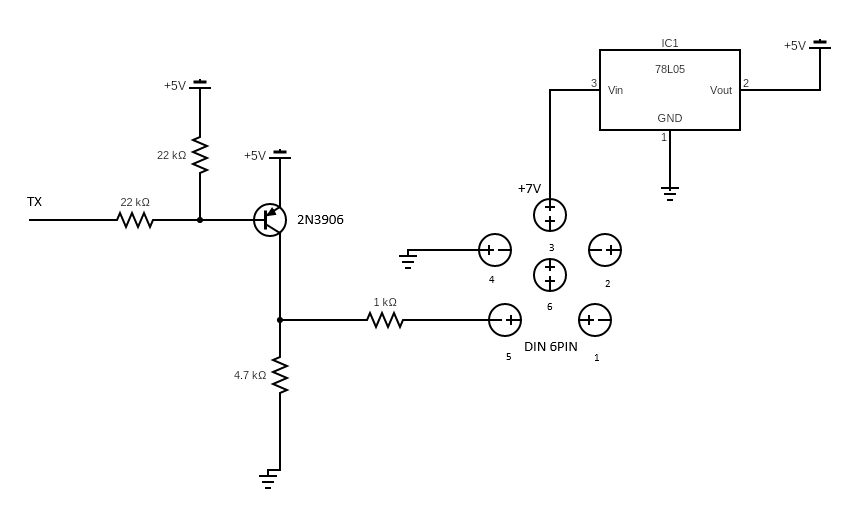 IC1
+5V
78L05
+5V
3
Vin
Vout
2
GND
1
22 kΩ
+5V
+7V
TX
22 kΩ
2N3906
3
4
2
1 kΩ
6
DIN 6PIN
5
1
4.7 kΩ